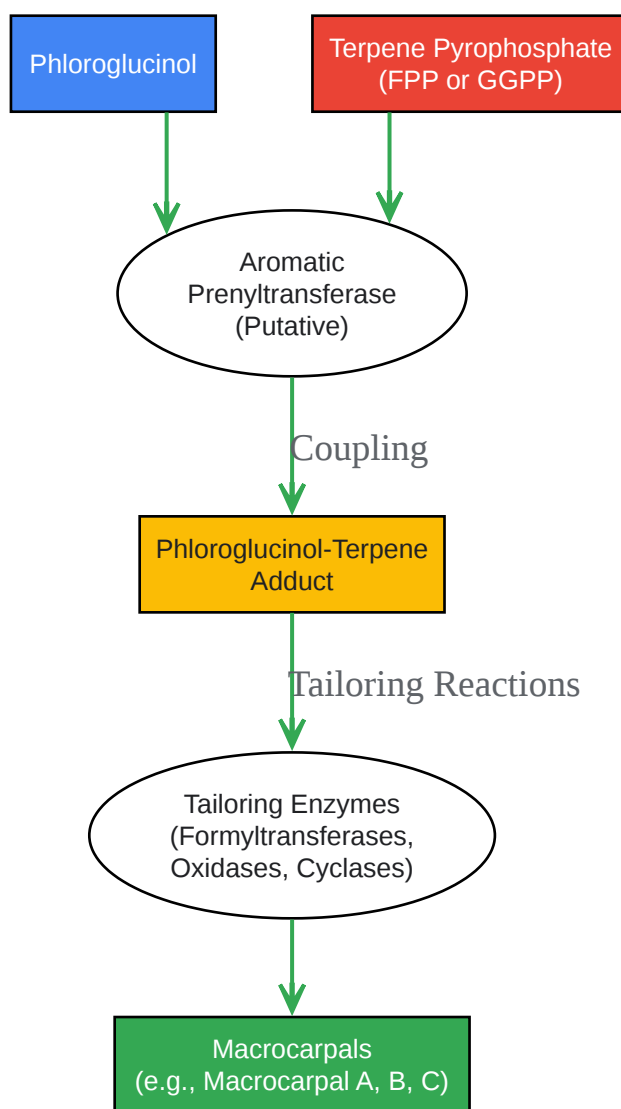 Phloroglucinol
Terpene Pyrophosphate
(FPP or GGPP)
Aromatic
Prenyltransferase
(Putative)
Coupling
Phloroglucinol-Terpene
Adduct
Tailoring Reactions
Tailoring Enzymes
(Formyltransferases,
Oxidases, Cyclases)
Macrocarpals
(e.g., Macrocarpal A, B, C)